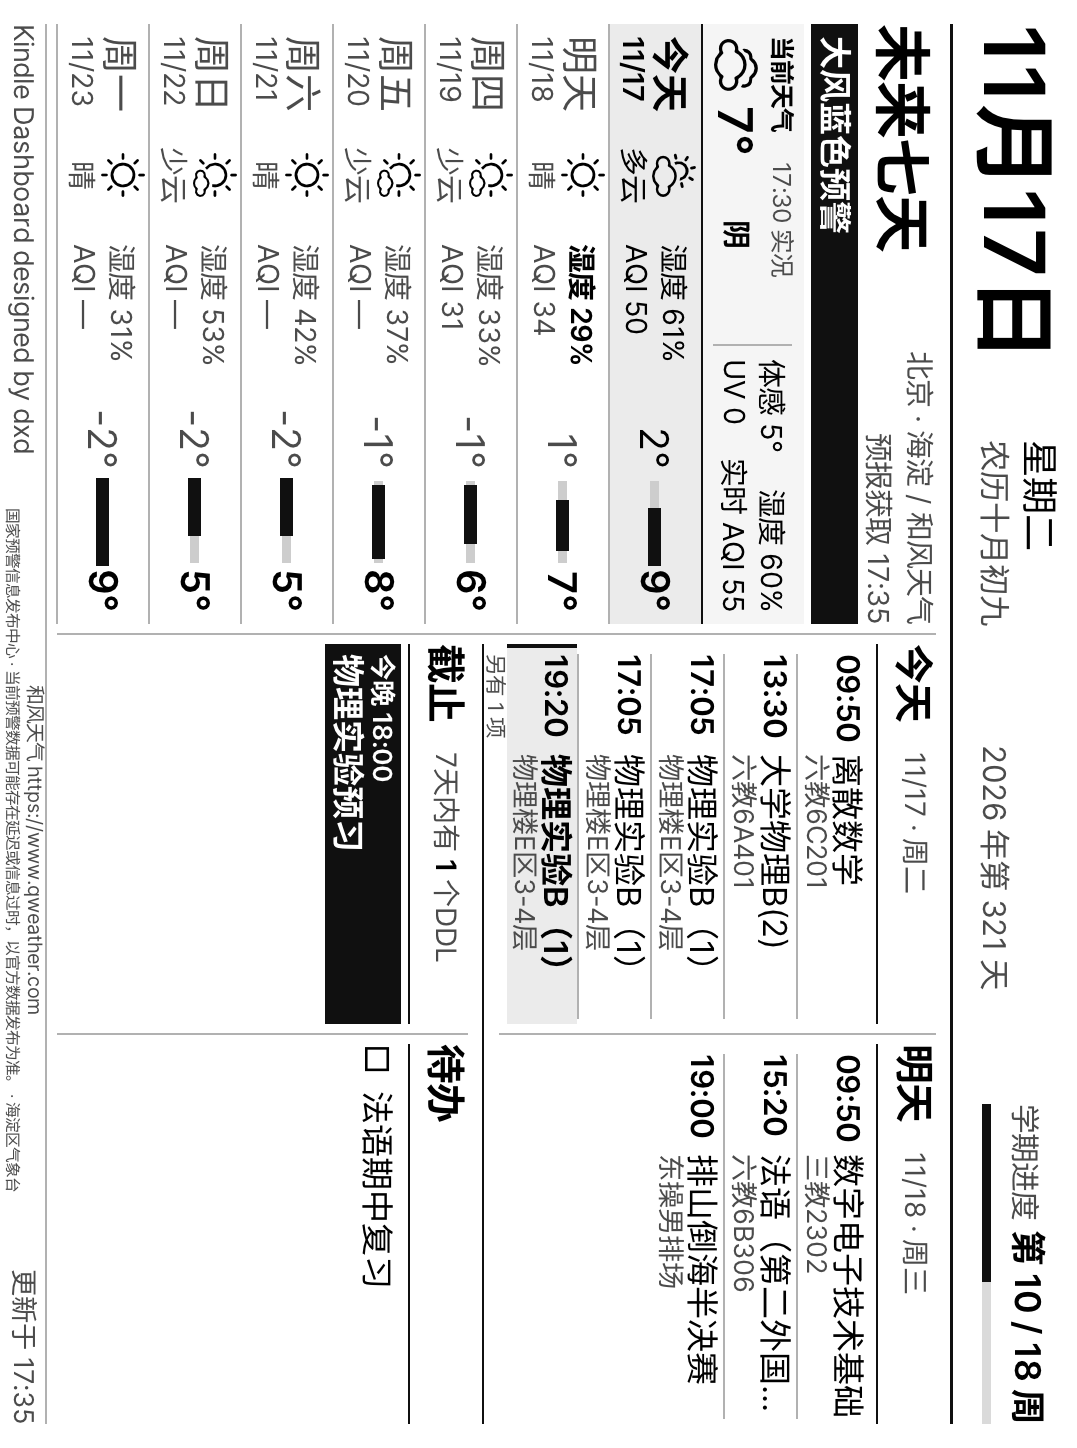 11月17日
星期二
农历十月初九
2026 年第 321 天
学期进度 第 10 / 18 周
未来七天
北京 · 海淀 / 和风天气
预报获取 17:35
大风蓝色预警
当前天气 17:30 实况
7° 阴
体感 5° 湿度 60%
UV 0 实时 AQI 55
今天 湿度 61%
11/17 多云 AQI 50 2° 9°
明天 湿度 29%
11/18 晴 AQI 34 1° 7°
周四 湿度 33%
11/19 少云 AQI 31 -1° 6°
周五 湿度 37%
11/20 少云 AQI — -1° 8°
周六 湿度 42%
11/21 晴 AQI — -2° 5°
周日 湿度 53%
11/22 少云 AQI — -2° 5°
周一 湿度 31%
11/23 晴 AQI — -2° 9°
今天 11/17 · 周二
09:50 离散数学
六教6C201
13:30 大学物理B(2)
六教6A401
17:05 物理实验B（1）
物理楼E区3-4层
17:05 物理实验B（1）
物理楼E区3-4层
19:20 物理实验B（1）
物理楼E区3-4层
另有 1 项
明天 11/18 · 周三
09:50 数字电子技术基础
三教2302
15:20 法语（第二外国…
六教6B306
19:00 排山倒海半决赛
东操男排场
截止 7天内有 1 个DDL
今晚 18:00
物理实验预习
待办
法语期中复习
Kindle Dashboard designed by dxd
和风天气 https://www.qweather.com
国家预警信息发布中心 · 当前预警数据可能存在延迟或信息过时，以官方数据发布为准。 · 海淀区气象台
更新于 17:35